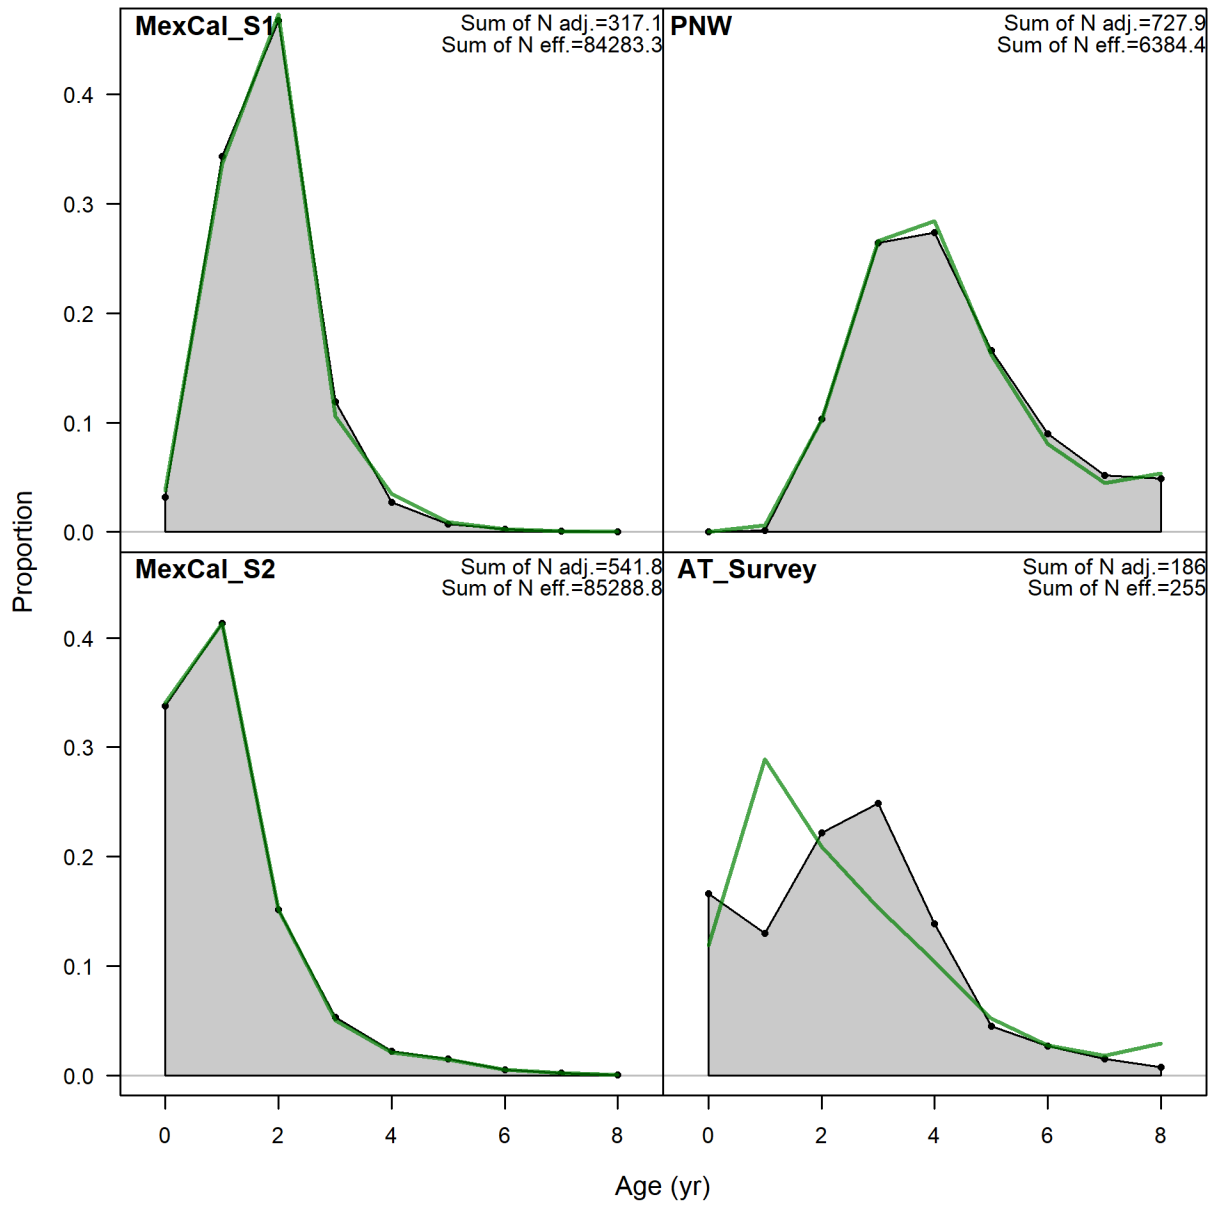 MexCal_S1
Sum of N adj.=317.1
Sum of N eff.=84283.3
PNW
Sum of N adj.=727.9
Sum of N eff.=6384.4
0.4
0.3
0.2
0.1
0.0
MexCal_S2
Sum of N adj.=541.8
Sum of N eff.=85288.8
AT_Survey
Sum of N adj.=186
Sum of N eff.=255
0.4
0.3
0.2
0.1
0.0
Proportion
0 2 4 6 8
0 2 4 6 8
Age (yr)